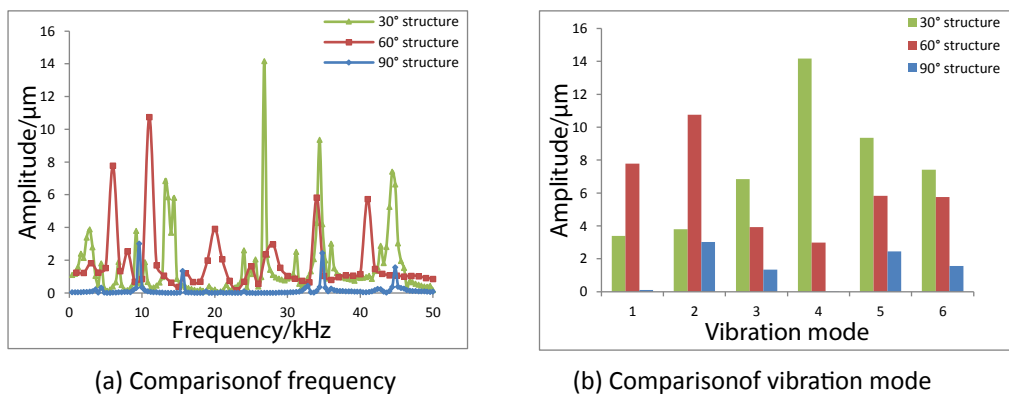 16
14
12
10
8
6
4
2
0
Amplitude/μm
0 10 20 30 40 50
Frequency/kHz
30° structure
60° structure
90° structure
(a) Comparisonof frequency
16
14
12
10
8
6
4
2
0
Amplitude/μm
1 2 3 4 5 6
Vibration mode
30° structure
60° structure
90° structure
(b) Comparisonof vibration mode